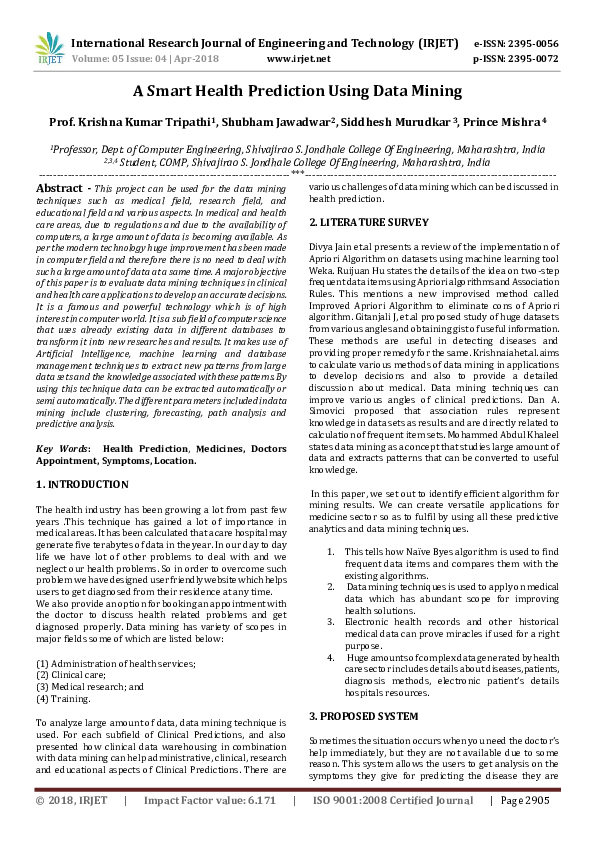 International Research Journal of Engineering and Technology (IRJET) e-ISSN: 2395-0056
IRJET Volume: 05 Issue: 04 | Apr-2018 www.irjet.net p-ISSN: 2395-0072
A Smart Health Prediction Using Data Mining
Prof. Krishna Kumar Tripathi1, Shubham Jawadwar2, Siddhesh Murudkar 3, Prince Mishra 4
1Professor, Dept. of Computer Engineering, Shivajirao S. Jondhale College Of Engineering, Maharashtra, India
2,3,4 Student, COMP, Shivajirao S. Jondhale College Of Engineering, Maharashtra, India
---------------------------------------------------------------------***---------------------------------------------------------------------
Abstract - This project can be used for the data mining
techniques such as medical field, research field, and
educational field and various aspects. In medical and health
care areas, due to regulations and due to the availability of
computers, a large amount of data is becoming available. As
per the modern technology huge improvement has been made
in computer field and therefore there is no need to deal with
such a large amount of data at a same time. A major objective
of this paper is to evaluate data mining techniques in clinical
and health care applications to develop an accurate decisions.
It is a famous and powerful technology which is of high
interest in computer world. It is a sub field of computer science
that uses already existing data in different databases to
transform it into new researches and results. It makes use of
Artificial Intelligence, machine learning and database
management techniques to extract new patterns from large
data sets and the knowledge associated with these patterns. By
using this technique data can be extracted automatically or
semi automatically. The different parameters included in data
mining include clustering, forecasting, path analysis and
predictive analysis.
Key Words: Health Prediction, Medicines, Doctors
Appointment, Symptoms, Location.
1. INTRODUCTION
The health industry has been growing a lot from past few
years .This technique has gained a lot of importance in
medical areas. It has been calculated that a care hospital may
generate five terabytes of data in the year. In our day to day
life we have lot of other problems to deal with and we
neglect our health problems. So in order to overcome such
problem we have designed user friendly website which helps
users to get diagnosed from their residence at any time.
We also provide an option for booking an appointment with
the doctor to discuss health related problems and get
diagnosed properly. Data mining has variety of scopes in
major fields some of which are listed below:
(1) Administration of health services;
(2) Clinical care;
(3) Medical research; and
(4) Training.
To analyze large amount of data, data mining technique is
used. For each subfield of Clinical Predictions, and also
presented how clinical data warehousing in combination
with data mining can help administrative, clinical, research
and educational aspects of Clinical Predictions. There are
various challenges of data mining which can be discussed in
health prediction.
2. LITERATURE SURVEY
Divya Jain et.al presents a review of the implementation of
Apriori Algorithm on datasets using machine learning tool
Weka. Ruijuan Hu states the details of the idea on two -step
frequent data items using Apriori algorithms and Association
Rules. This mentions a new improvised method called
Improved Apriori Algorithm to eliminate cons of Apriori
algorithm. Gitanjali J, et.al proposed study of huge datasets
from various angles and obtaining gist of useful information.
These methods are useful in detecting diseases and
providing proper remedy for the same. Krishnaiah et.al. aims
to calculate various methods of data mining in applications
to develop decisions and also to provide a detailed
discussion about medical. Data mining techniques can
improve various angles of clinical predictions. Dan A.
Simovici proposed that association rules represent
knowledge in data sets as results and are directly related to
calculation of frequent item sets. Mohammed Abdul Khaleel
states data mining as a concept that studies large amount of
data and extracts patterns that can be converted to useful
knowledge.
In this paper, we set out to identify efficient algorithm for
mining results. We can create versatile applications for
medicine sector so as to fulfil by using all these predictive
analytics and data mining techniques.
1. This tells how Naïve Byes algorithm is used to find
frequent data items and compares them with the
existing algorithms.
2. Data mining techniques is used to apply on medical
data which has abundant scope for improving
health solutions.
3. Electronic health records and other historical
medical data can prove miracles if used for a right
purpose.
4. Huge amounts of complex data generated by health
care sector includes details about diseases, patients,
diagnosis methods, electronic patient's details
hospitals resources.
3. PROPOSED SYSTEM
Sometimes the situation occurs when you need the doctor's
help immediately, but they are not available due to some
reason. This system allows the users to get analysis on the
symptoms they give for predicting the disease they are
© 2018, IRJET | Impact Factor value: 6.171 | ISO 9001:2008 Certified Journal | Page 2905